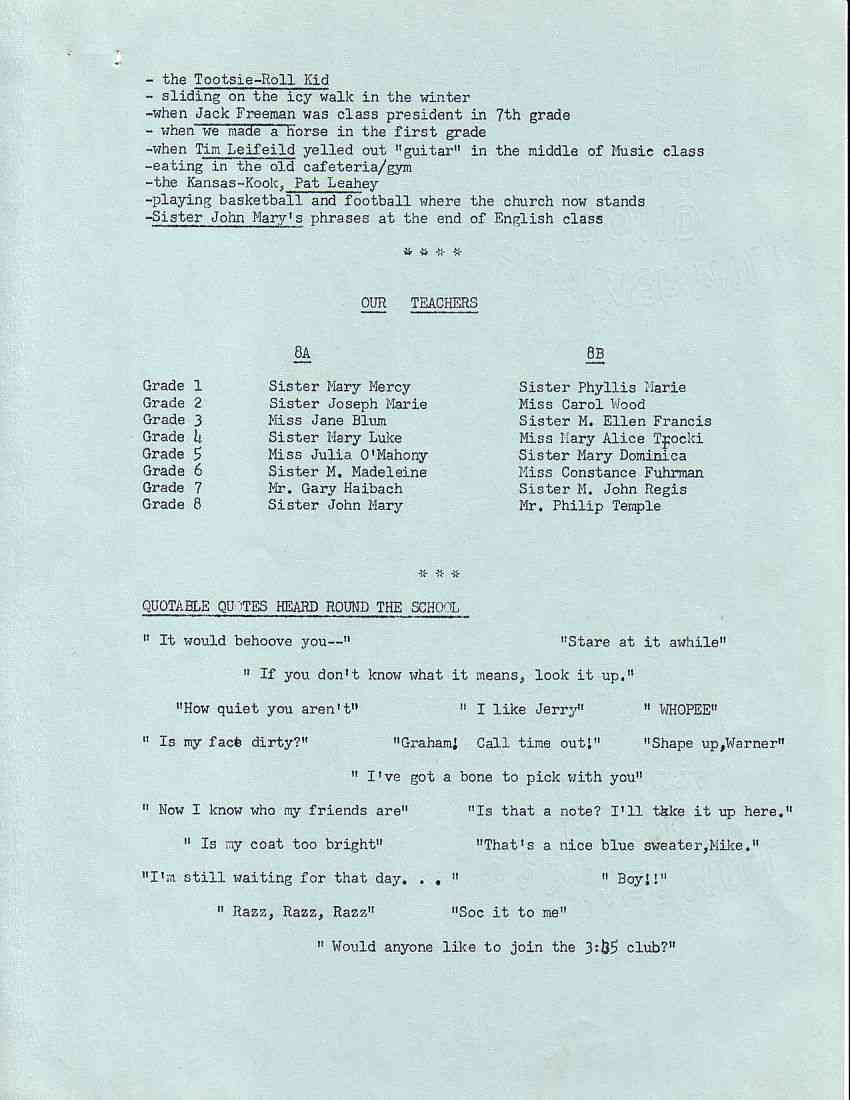 - the Tootsie-Roll Kid
- sliding on the icy walk in the winter
-when Jack Freeman was class president in 7th grade
- when we made a horse in the first grade
-when Tim Leifeild yelled out "guitar" in the middle of Music class
-eating in the old cafeteria/gym
-the Kansas-Kook, Pat Leahey
-playing basketball and football where the church now stands
-Sister John Mary's phrases at the end of English class
* * * *
OUR TEACHERS
8A 8B
Grade 1 Sister Mary Mercy Sister Phyllis Marie
Grade 2 Sister Joseph Marie Miss Carol Wood
Grade 3 Miss Jane Blum Sister M. Ellen Francis
Grade 4 Sister Mary Luke Miss Mary Alice Trocki
Grade 5 Miss Julia O'Mahony Sister Mary Dominica
Grade 6 Sister M. Madeleine Miss Constance Fuhrman
Grade 7 Mr. Gary Haibach Sister M. John Regis
Grade 8 Sister John Mary Mr. Philip Temple
* * *
QUOTABLE QUOTES HEARD ROUND THE SCHOOL
" It would behoove you--" "Stare at it awhile"
" If you don't know what it means, look it up."
"How quiet you aren't" " I like Jerry" " WHOPEE"
" Is my face dirty?" "Graham! Call time out!" "Shape up,Warner"
" I've got a bone to pick with you"
" Now I know who my friends are" "Is that a note? I'll take it up here."
" Is my coat too bright" "That's a nice blue sweater,Mike."
"I'm still waiting for that day. . . " " Boy!!"
" Razz, Razz, Razz" "Soc it to me"
" Would anyone like to join the club?"